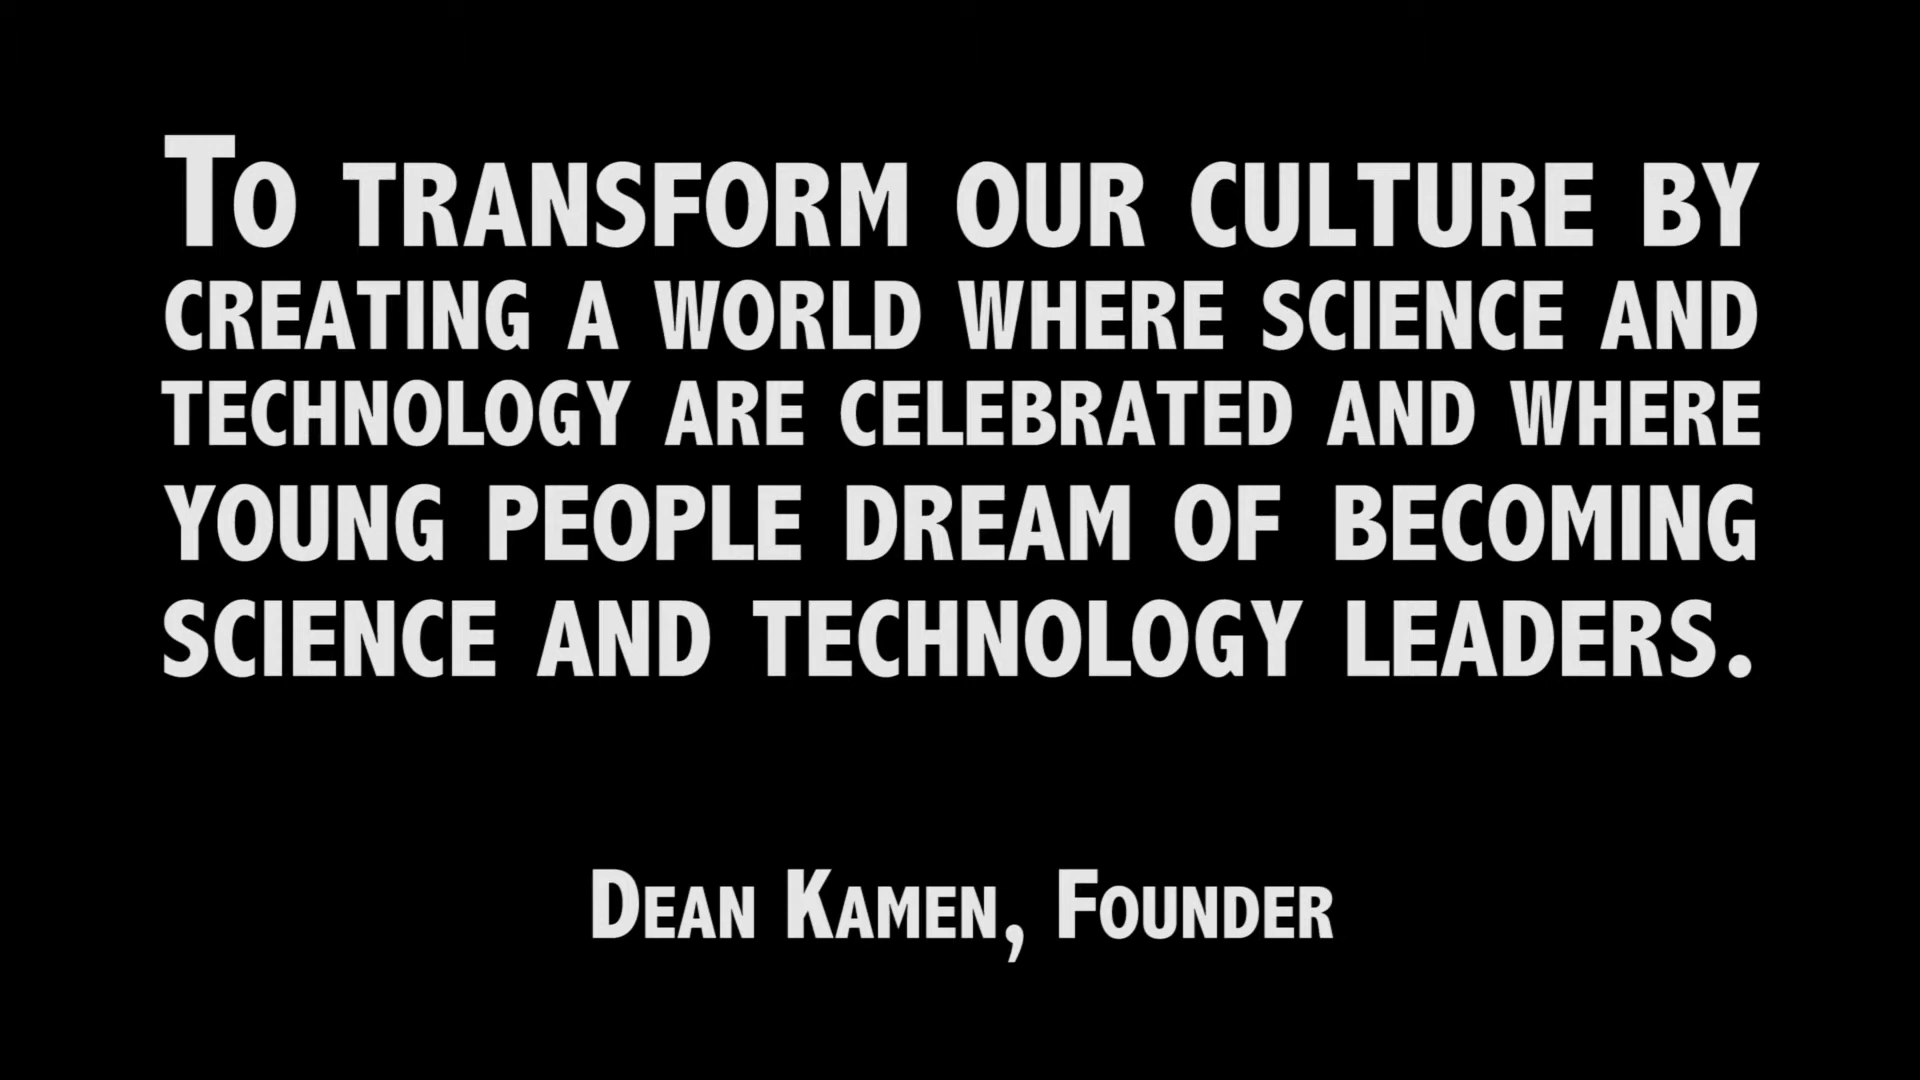 To transform our culture by
creating a world where science and
technology are celebrated and where
young people dream of becoming
science and technology leaders.
Dean Kamen, Founder